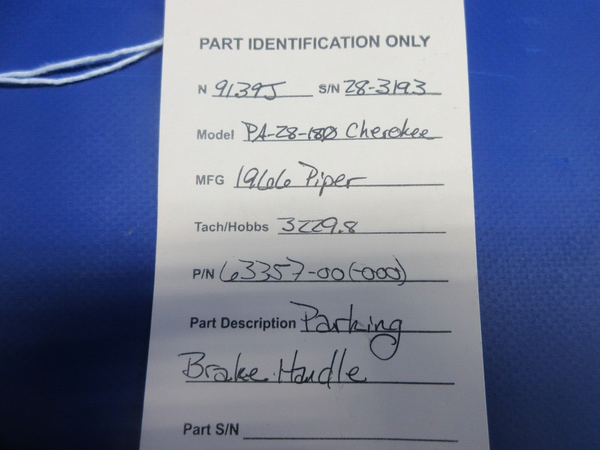 PART IDENTIFICATION ONLY
N 9139J S/N 28-3193
Model PA-28-180 Cherokee
MFG 1966 Piper
Tach/Hobbs 3229.8
P/N 63357-00(-000)
Part Description Parking
Brake Handle
Part S/N